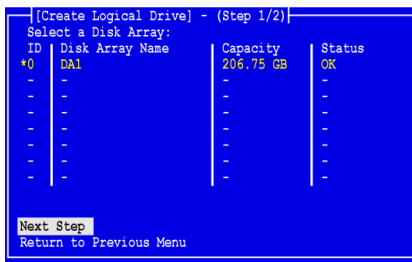 [Create Logical Drive] - (Step 1/2)
Select a Disk Array:
ID Disk Array Name Capacity Status
*0 DA1 206.75 GB OK
- - - -
- - - -
- - - -
- - - -
- - - -
- - - -
- - - -
Next Step
Return to Previous Menu